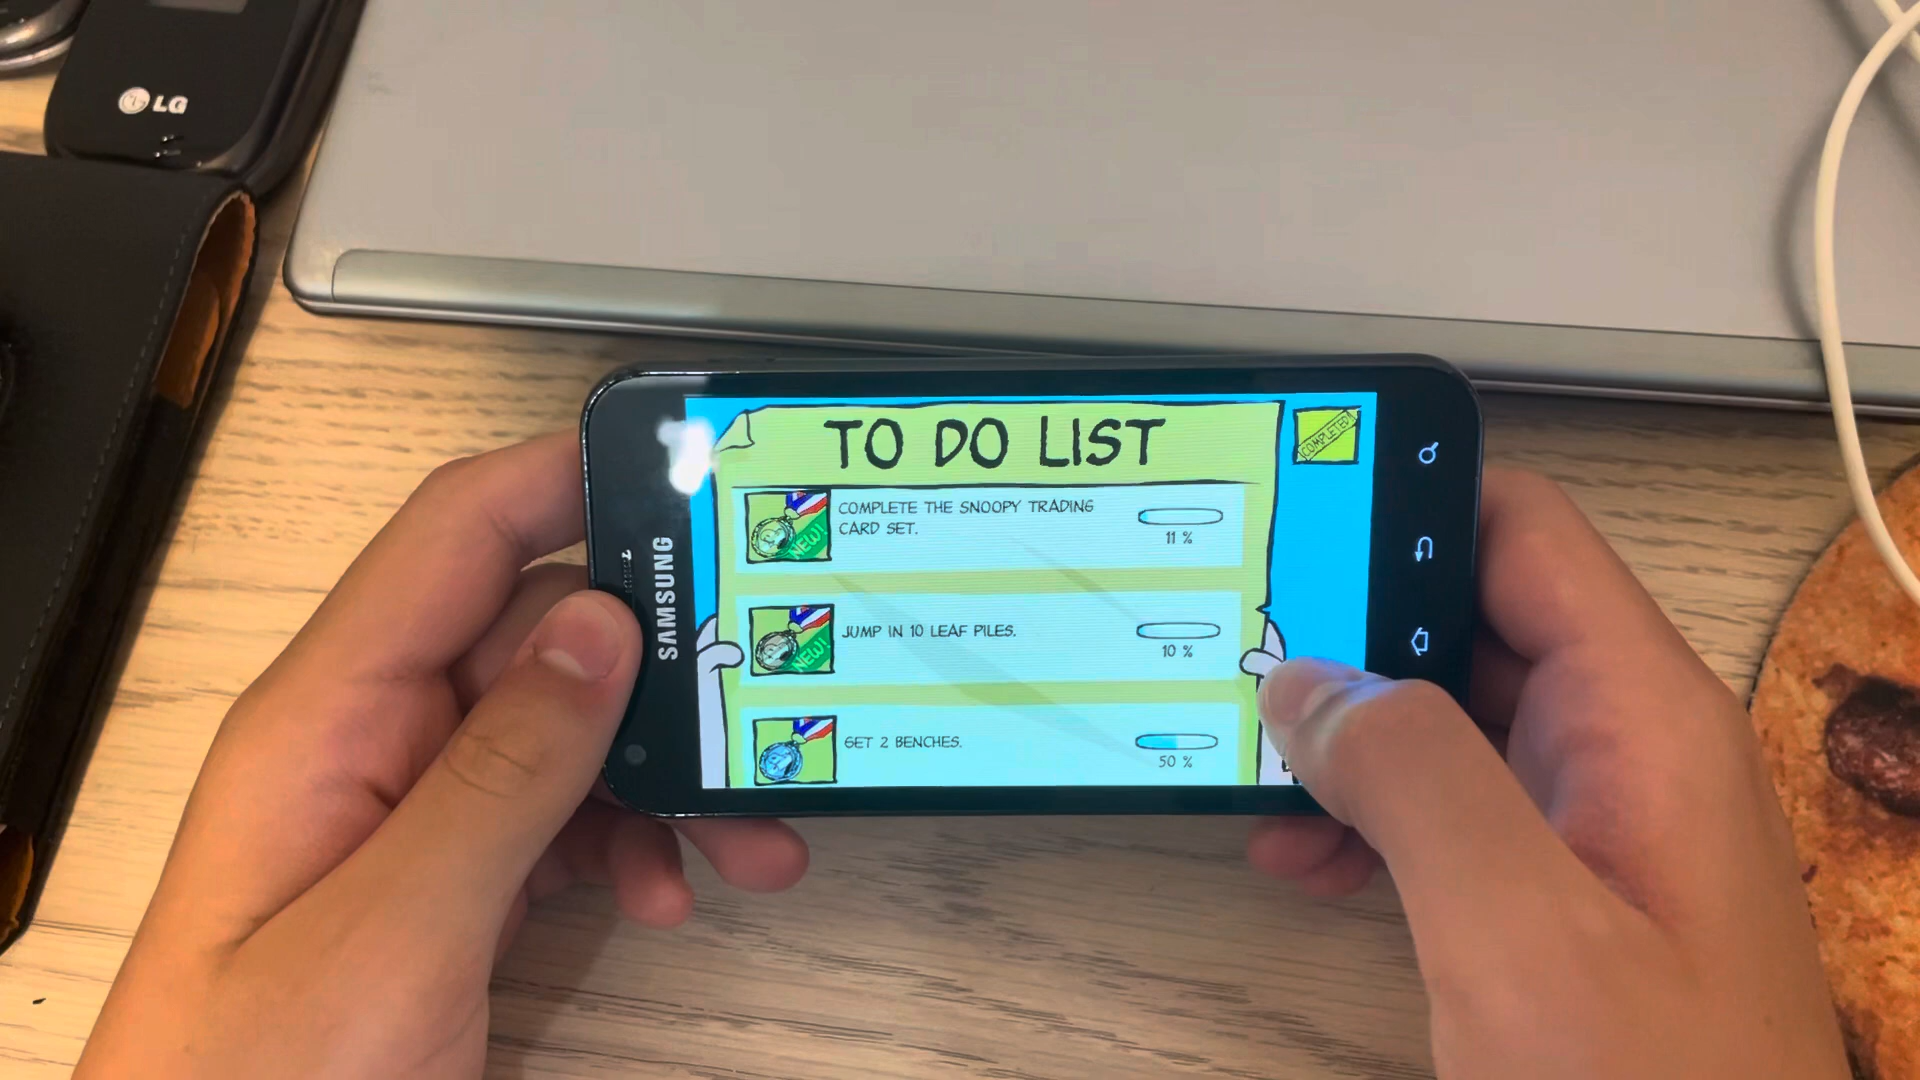 LG
SAMSUNG
TO DO LIST
COMPLETED
COMPLETE THE SNOOPY TRADING
CARD SET.
NEW!
11 %
JUMP IN 10 LEAF PILES.
NEW!
10 %
GET 2 BENCHES.
50 %